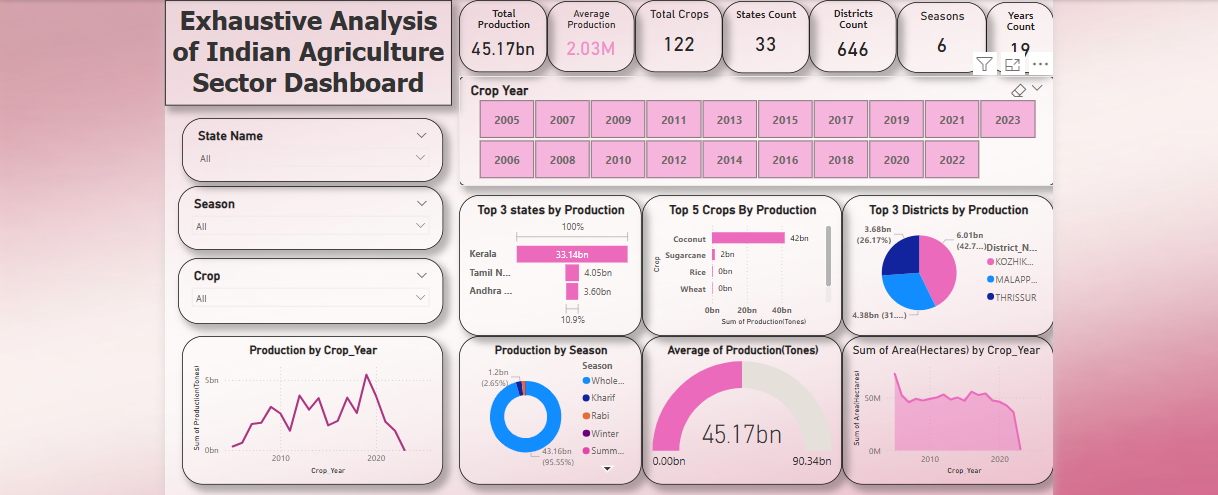 Exhaustive Analysis
of Indian Agriculture
Sector Dashboard
Total
Production
45.17bn
Average
Production
2.03M
Total Crops
122
States Count
33
Districts
Count
646
Seasons
6
Years
Count
19
Crop Year
2005 2007 2009 2011 2013 2015 2017 2019 2021 2023
2006 2008 2010 2012 2014 2016 2018 2020 2022
State Name
All
Season
All
Crop
All
Top 3 states by Production
100%
Kerala 33.14bn
Tamil N... 4.05bn
Andhra ... 3.60bn
10.9%
Top 5 Crops By Production
Crop
Coconut 42bn
Sugarcane 2bn
Rice 0bn
Wheat 0bn
0bn 20bn 40bn
Sum of Production(Tones)
Top 3 Districts by Production
3.68bn
(26.17%)
6.01bn
(42.7...)
4.38bn (31....)
District_N...
KOZHIK...
MALAPP...
THRISSUR
Production by Crop_Year
Sum of Production(Tones)
5bn
0bn
2010 2020
Crop_Year
Production by Season
1.2bn
(2.65%)
43.16bn
(95.55%)
Season
Whole...
Kharif
Rabi
Winter
Summ...
Average of Production(Tones)
45.17bn
0.00bn 90.34bn
Sum of Area(Hectares) by Crop_Year
Sum of Area(Hectares)
50M
0M
2010 2020
Crop_Year